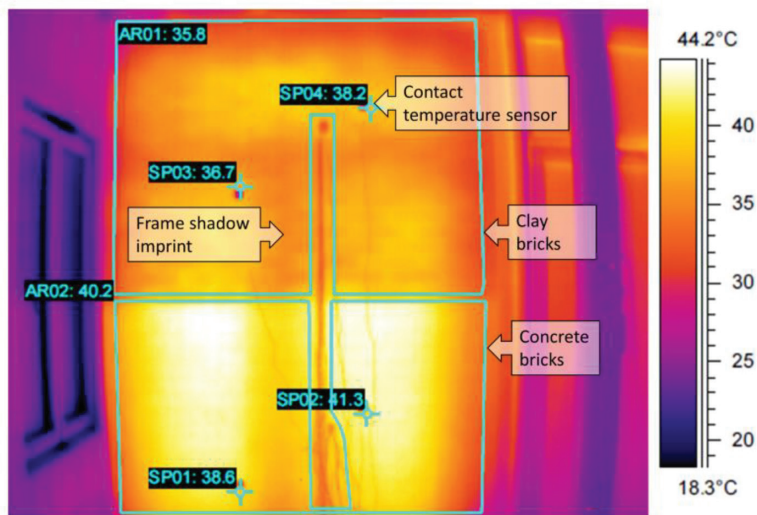 AR01: 35.8
SP04: 38.2
Contact
temperature sensor
SP03: 36.7
Frame shadow
imprint
Clay
bricks
AR02: 40.2
Concrete
bricks
SP02: 41.3
SP01: 38.6
44.2°C
40
35
30
25
20
18.3°C